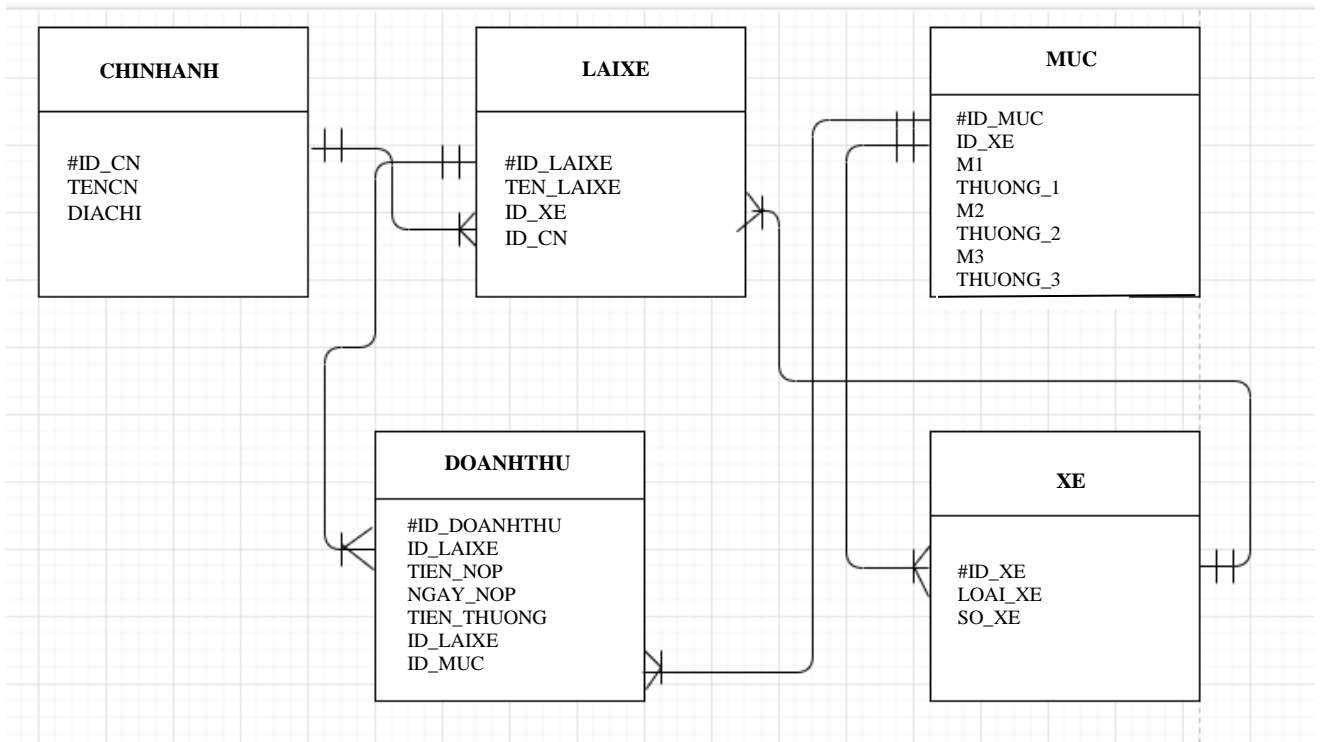 CHINHANH
#ID_CN
TENCN
DIACHI
LAIXE
#ID_LAIXE
TEN_LAIXE
ID_XE
ID_CN
MUC
#ID_MUC
ID_XE
M1
THUONG_1
M2
THUONG_2
M3
THUONG_3
DOANHTHU
#ID_DOANHTHU
ID_LAIXE
TIEN_NOP
NGAY_NOP
TIEN_THUONG
ID_LAIXE
ID_MUC
XE
#ID_XE
LOAI_XE
SO_XE